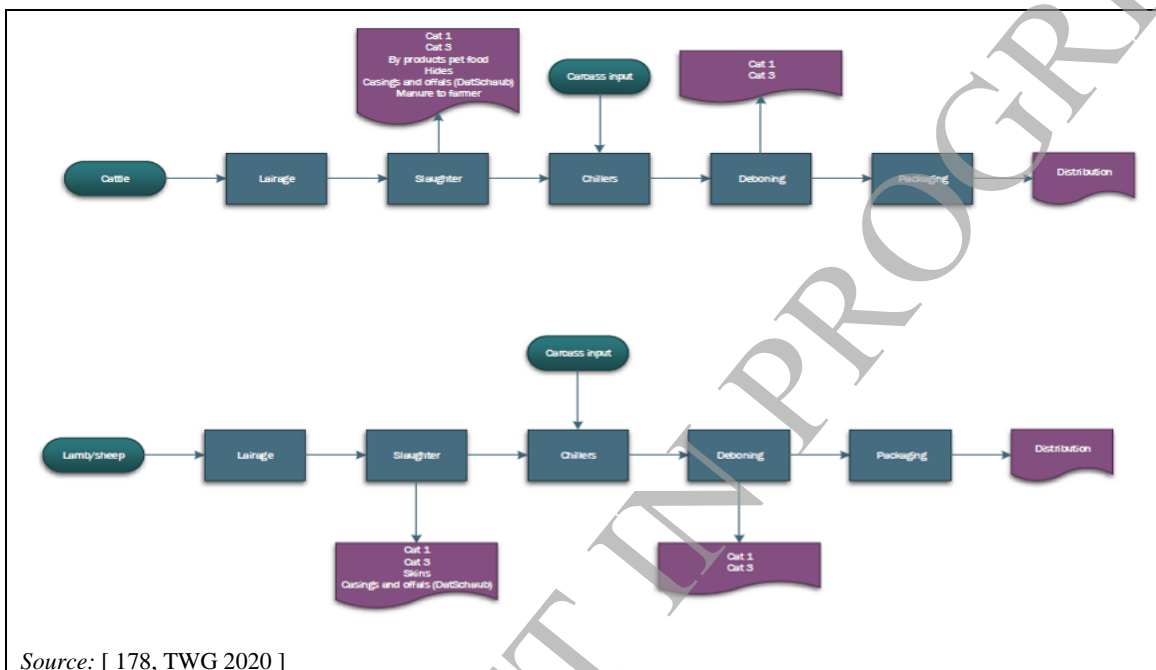 Cat 1
Cat 3
By products pet food
Hides
Casings and offals (DatSchaub)
Manure to farmer
Carcass input
Cat 1
Cat 3
Cattle
Lairage
Slaughter
Chillers
Deboning
Packaging
Distribution
Carcass input
Lamb/sheep
Lairage
Slaughter
Chillers
Deboning
Packaging
Distribution
Cat 1
Cat 3
Skins
Casings and offals (DatSchaub)
Cat 1
Cat 3
Source: [ 178, TWG 2020 ]
T IN PROGR